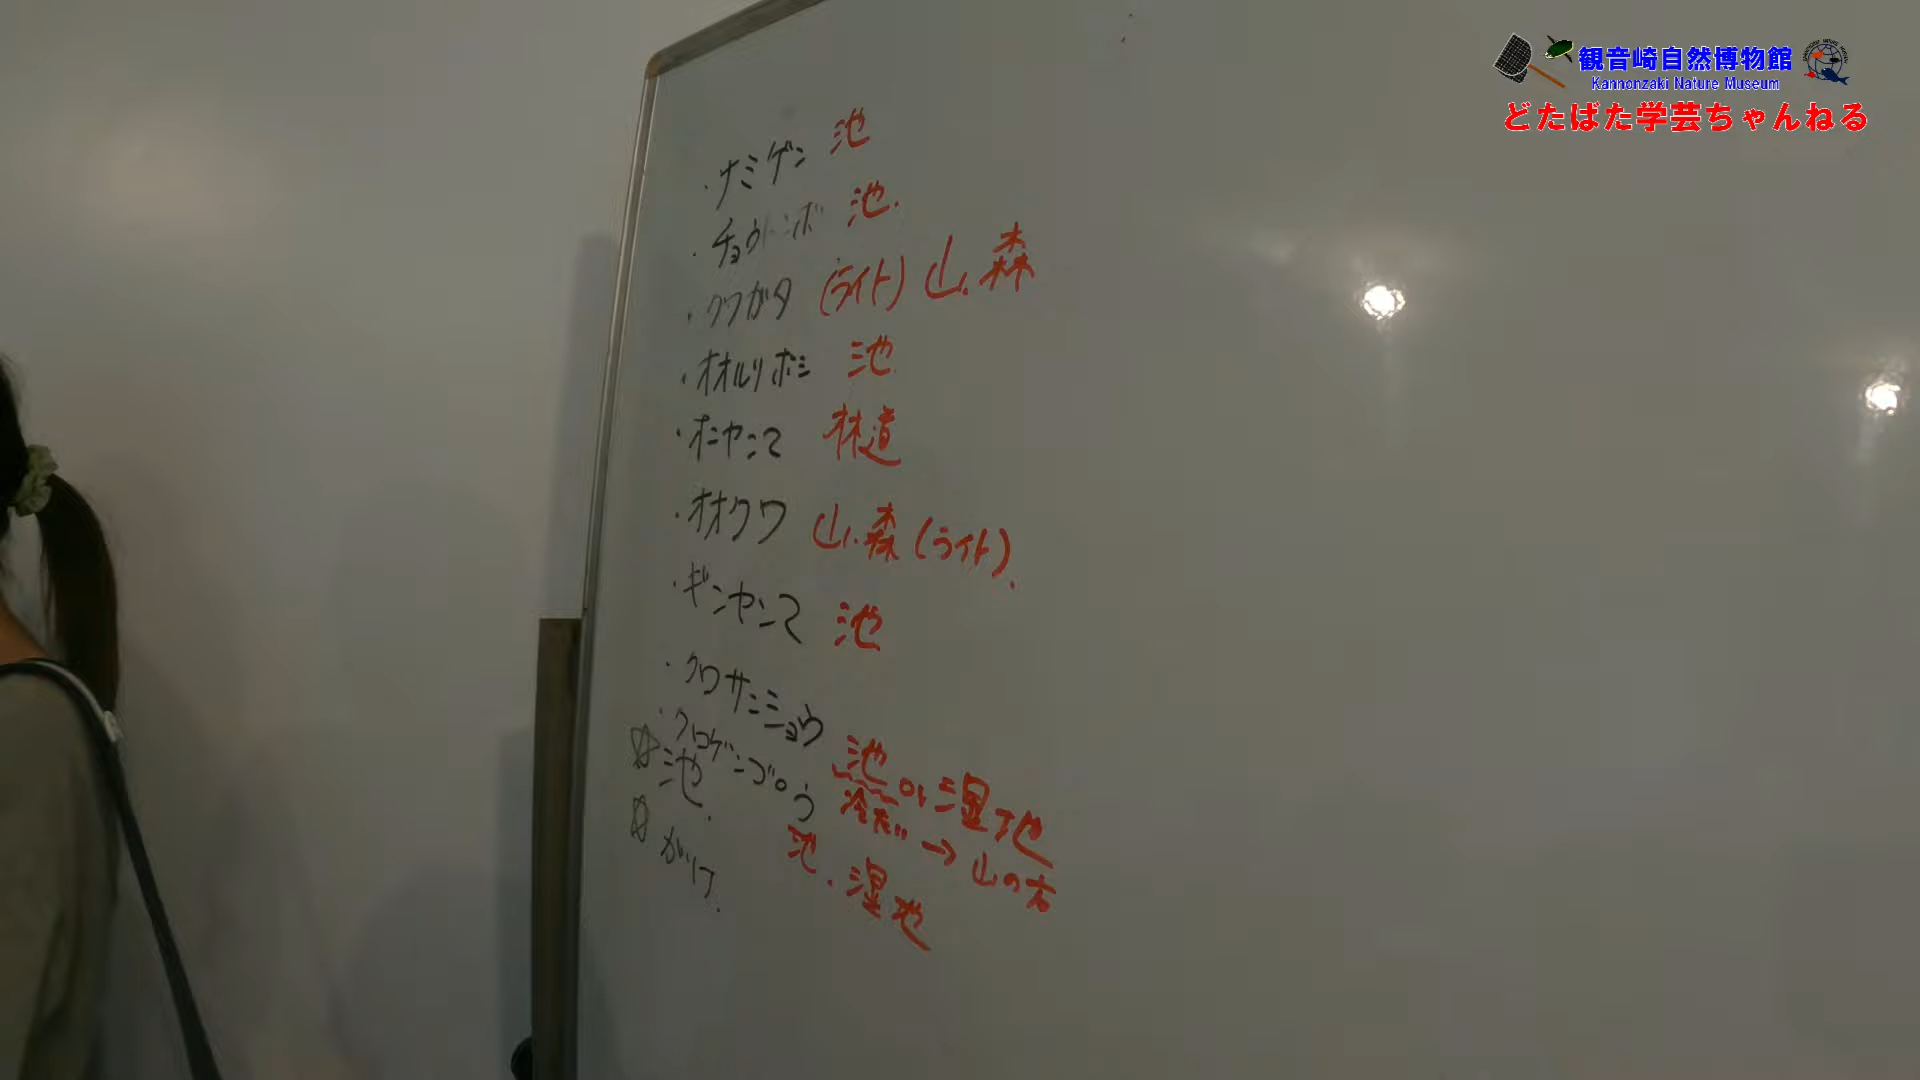 観音崎自然博物館
Kannonzaki Nature Museum
どたばた学芸ちゃんねる
・ナミゲン 池
・チョウトンボ 池.
・クワガタ (ライト) 山.森
・オオルリボシ 池
・オニヤンマ 林道
・オオクワ 山.森(ライト).
・ギンヤンマ 池
・クワサンショウ 池 or 湿地
冷たい → 山の方
・クロゲンゴロウ 池.湿地
☆池.
☆がけ.